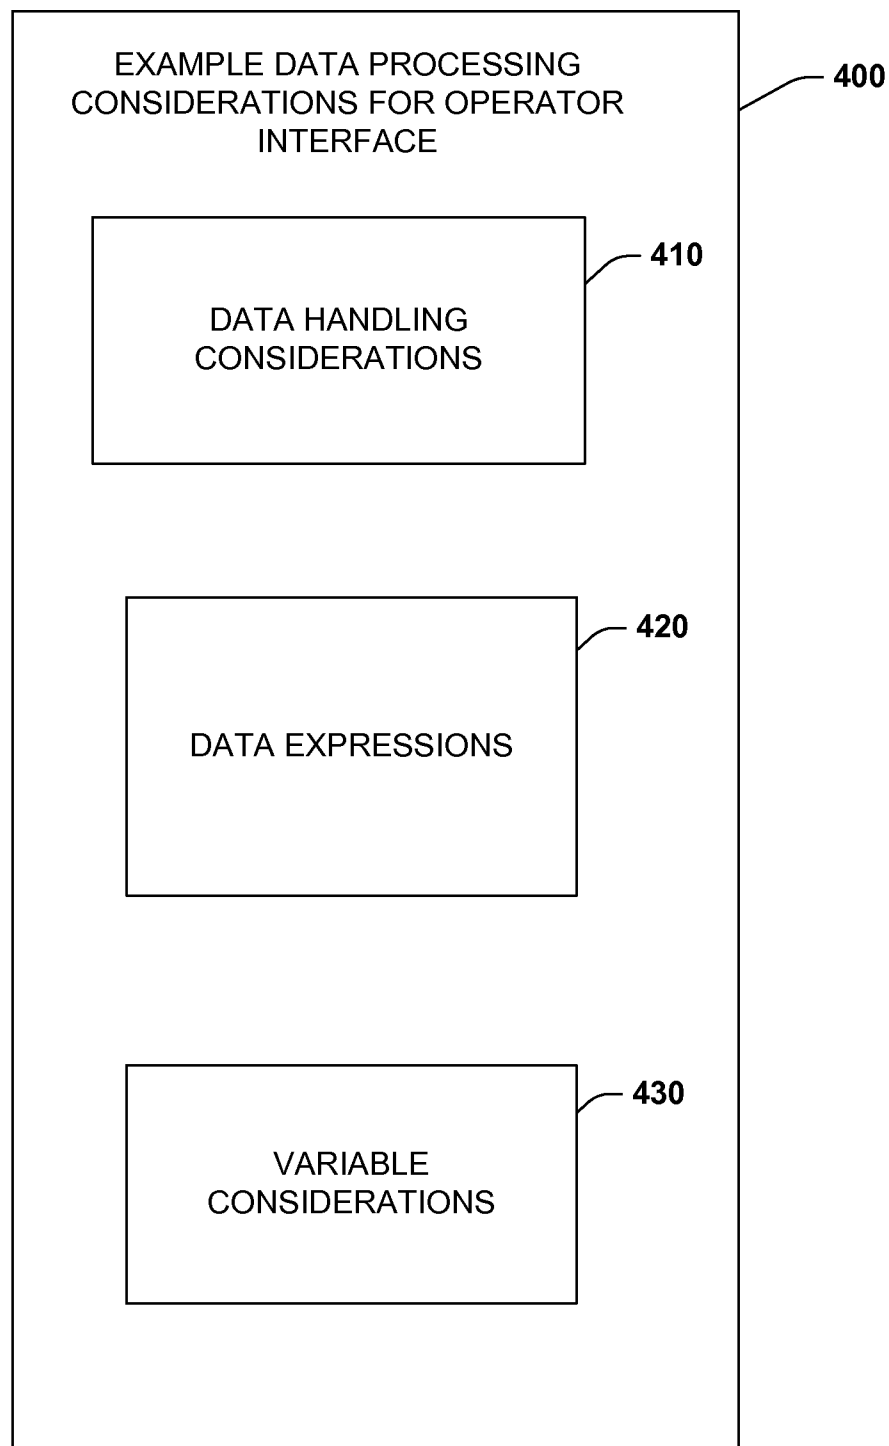 EXAMPLE DATA PROCESSING
CONSIDERATIONS FOR OPERATOR
INTERFACE
400
410
DATA HANDLING
CONSIDERATIONS
420
DATA EXPRESSIONS
430
VARIABLE
CONSIDERATIONS